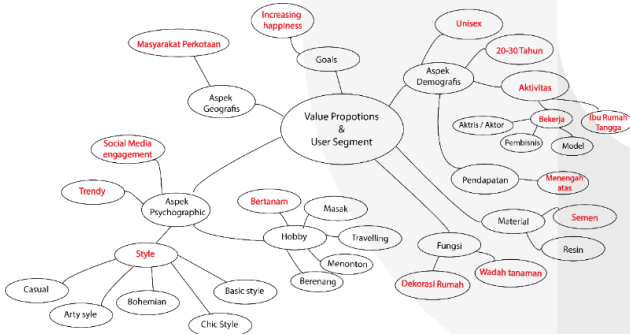 Increasing
happiness
Goals
Masyarakat Perkotaan
Aspek
Geografis
Value Propotions
&
User Segment
Unisex
20-30 Tahun
Aspek
Demografis
Aktivitas
Bekerja
Ibu Rumah
Tangga
Aktris / Aktor
Pembisnis
Model
Pendapatan
Menengah
atas
Material
Semen
Resin
Fungsi
Wadah tanaman
Dekorasi Rumah
Social Media
engagement
Trendy
Aspek
Psychographic
Bertanam
Masak
Hobby
Travelling
Menonton
Berenang
Style
Casual
Arty syle
Bohemian
Chic Style
Basic style